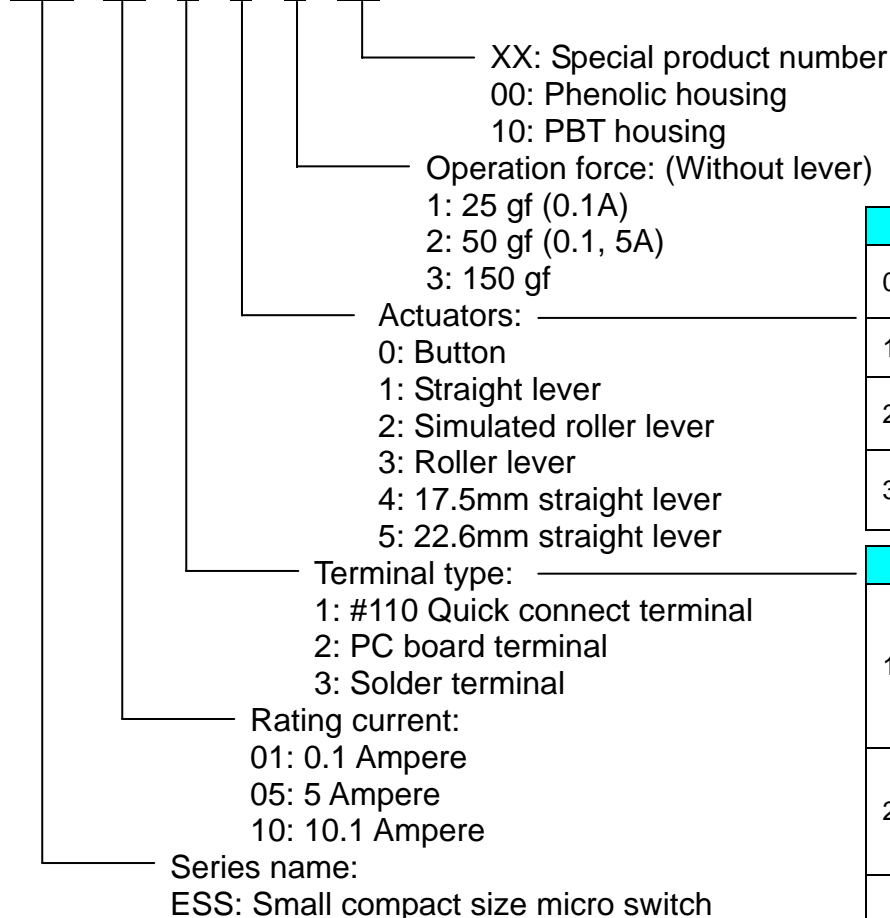 XX: Special product number
00: Phenolic housing
10: PBT housing
Operation force: (Without lever)
1: 25 gf (0.1A)
2: 50 gf (0.1, 5A)
3: 150 gf
Actuators:
0: Button
1: Straight lever
2: Simulated roller lever
3: Roller lever
4: 17.5mm straight lever
5: 22.6mm straight lever
Terminal type:
1: #110 Quick connect terminal
2: PC board terminal
3: Solder terminal
Rating current:
01: 0.1 Ampere
05: 5 Ampere
10: 10.1 Ampere
Series name:
ESS: Small compact size micro switch